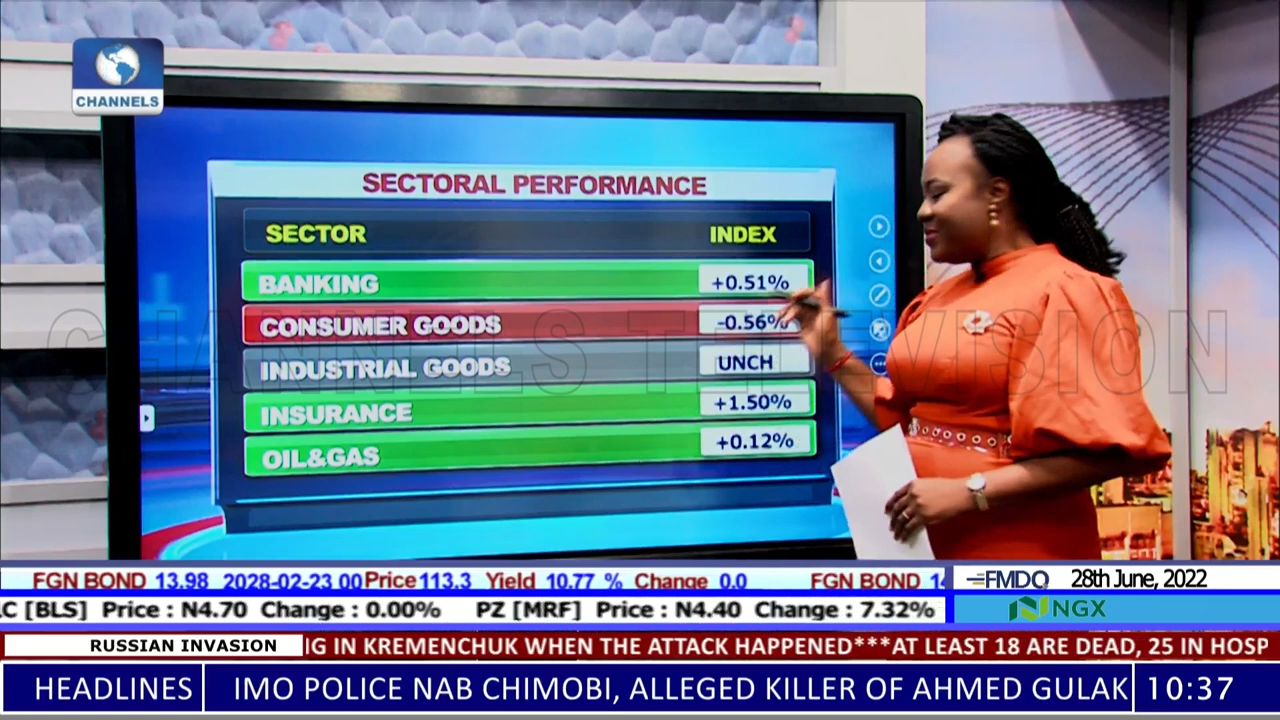 CHANNELS
SECTORAL PERFORMANCE
SECTOR INDEX
BANKING +0.51%
CONSUMER GOODS -0.56%
CHANNELS TELEVISION
INDUSTRIAL GOODS UNCH
INSURANCE +1.50%
OIL&GAS +0.12%
FGN BOND 13.98 2028-02-23 00 Price 113.3 Yield 10.77 % Change 0.0 FGN BOND FMDQ 28th June, 2022
[BLS] Price : N4.70 Change : 0.00% PZ [MRF] Price : N4.40 Change : 7.32% NGX
RUSSIAN INVASION IN KREMENCHUK WHEN THE ATTACK HAPPENED***AT LEAST 18 ARE DEAD, 25 IN HOSP
HEADLINES IMO POLICE NAB CHIMOBI, ALLEGED KILLER OF AHMED GULAK 10:37